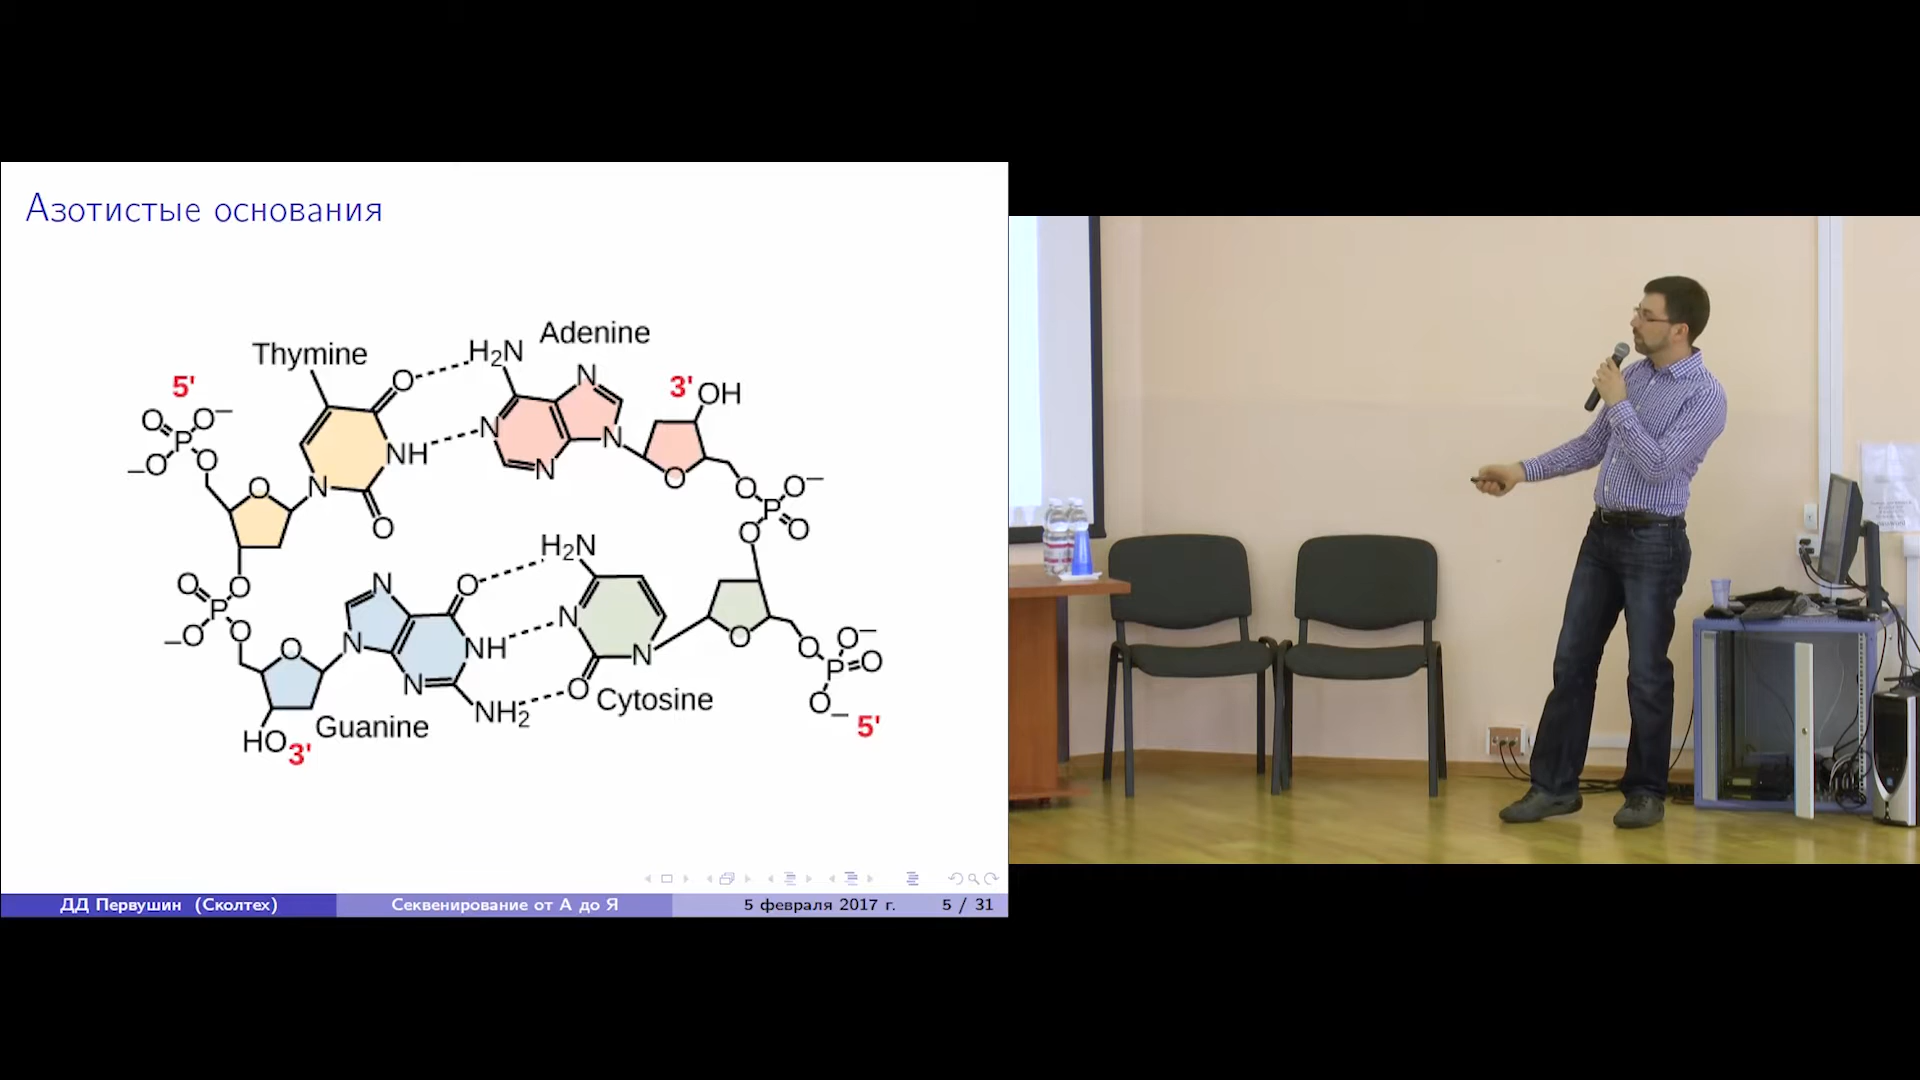 Азотистые основания
Thymine
Adenine
5'
3'
H₂N
OH
O
O–
P
–O
O
O
N
NH
O
N
N
N
N
O
O
O–
P
O
O
H₂N
O
O
P
–O
O
N
O
N
NH
N
O
N
N
NH₂
O
O
O
O–
P
O
O–
Guanine
Cytosine
HO
3'
5'
ДД Первушин (Сколтех)
Секвенирование от А до Я
5 февраля 2017 г.
5 / 31